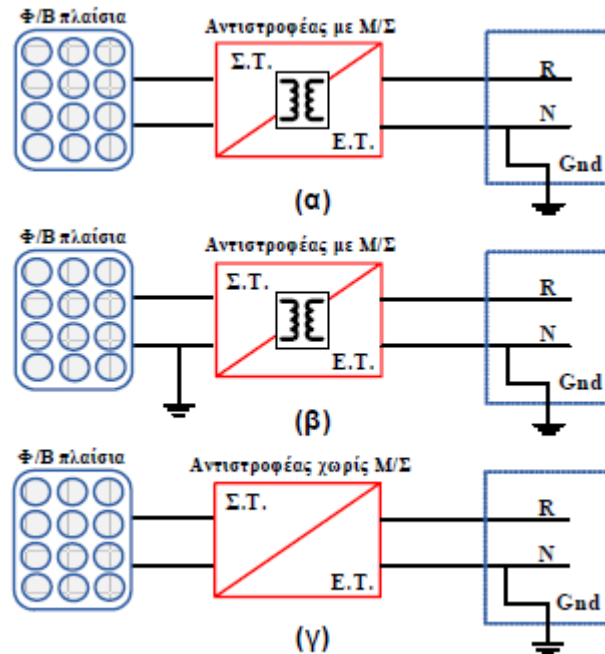 Φ/Β πλαίσια
Αντιστροφέας με Μ/Σ
Σ.Τ.
Ε.Τ.
R
N
Gnd
(α)
Φ/Β πλαίσια
Αντιστροφέας με Μ/Σ
Σ.Τ.
Ε.Τ.
R
N
Gnd
(β)
Φ/Β πλαίσια
Αντιστροφέας χωρίς Μ/Σ
Σ.Τ.
Ε.Τ.
R
N
Gnd
(γ)